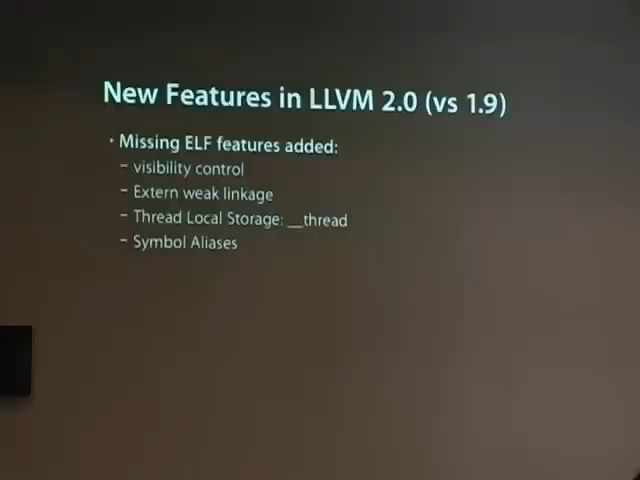 New Features in LLVM 2.0 (vs 1.9)
· Missing ELF features added:
– visibility control
– Extern weak linkage
– Thread Local Storage: __thread
– Symbol Aliases